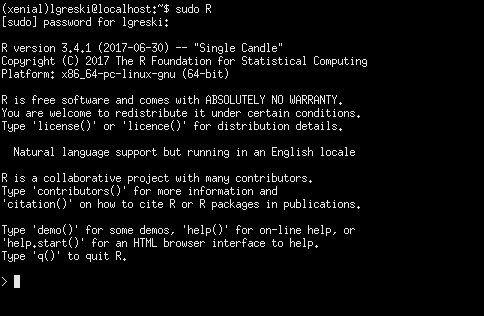 (xenial)lgreski@localhost:~$ sudo R
[sudo] password for lgreski:
R version 3.4.1 (2017-06-30) -- "Single Candle"
Copyright (C) 2017 The R Foundation for Statistical Computing
Platform: x86_64-pc-linux-gnu (64-bit)
R is free software and comes with ABSOLUTELY NO WARRANTY.
You are welcome to redistribute it under certain conditions.
Type 'license()' or 'licence()' for distribution details.
Natural language support but running in an English locale
R is a collaborative project with many contributors.
Type 'contributors()' for more information and
'citation()' on how to cite R or R packages in publications.
Type 'demo()' for some demos, 'help()' for on-line help, or
'help.start()' for an HTML browser interface to help.
Type 'q()' to quit R.
>